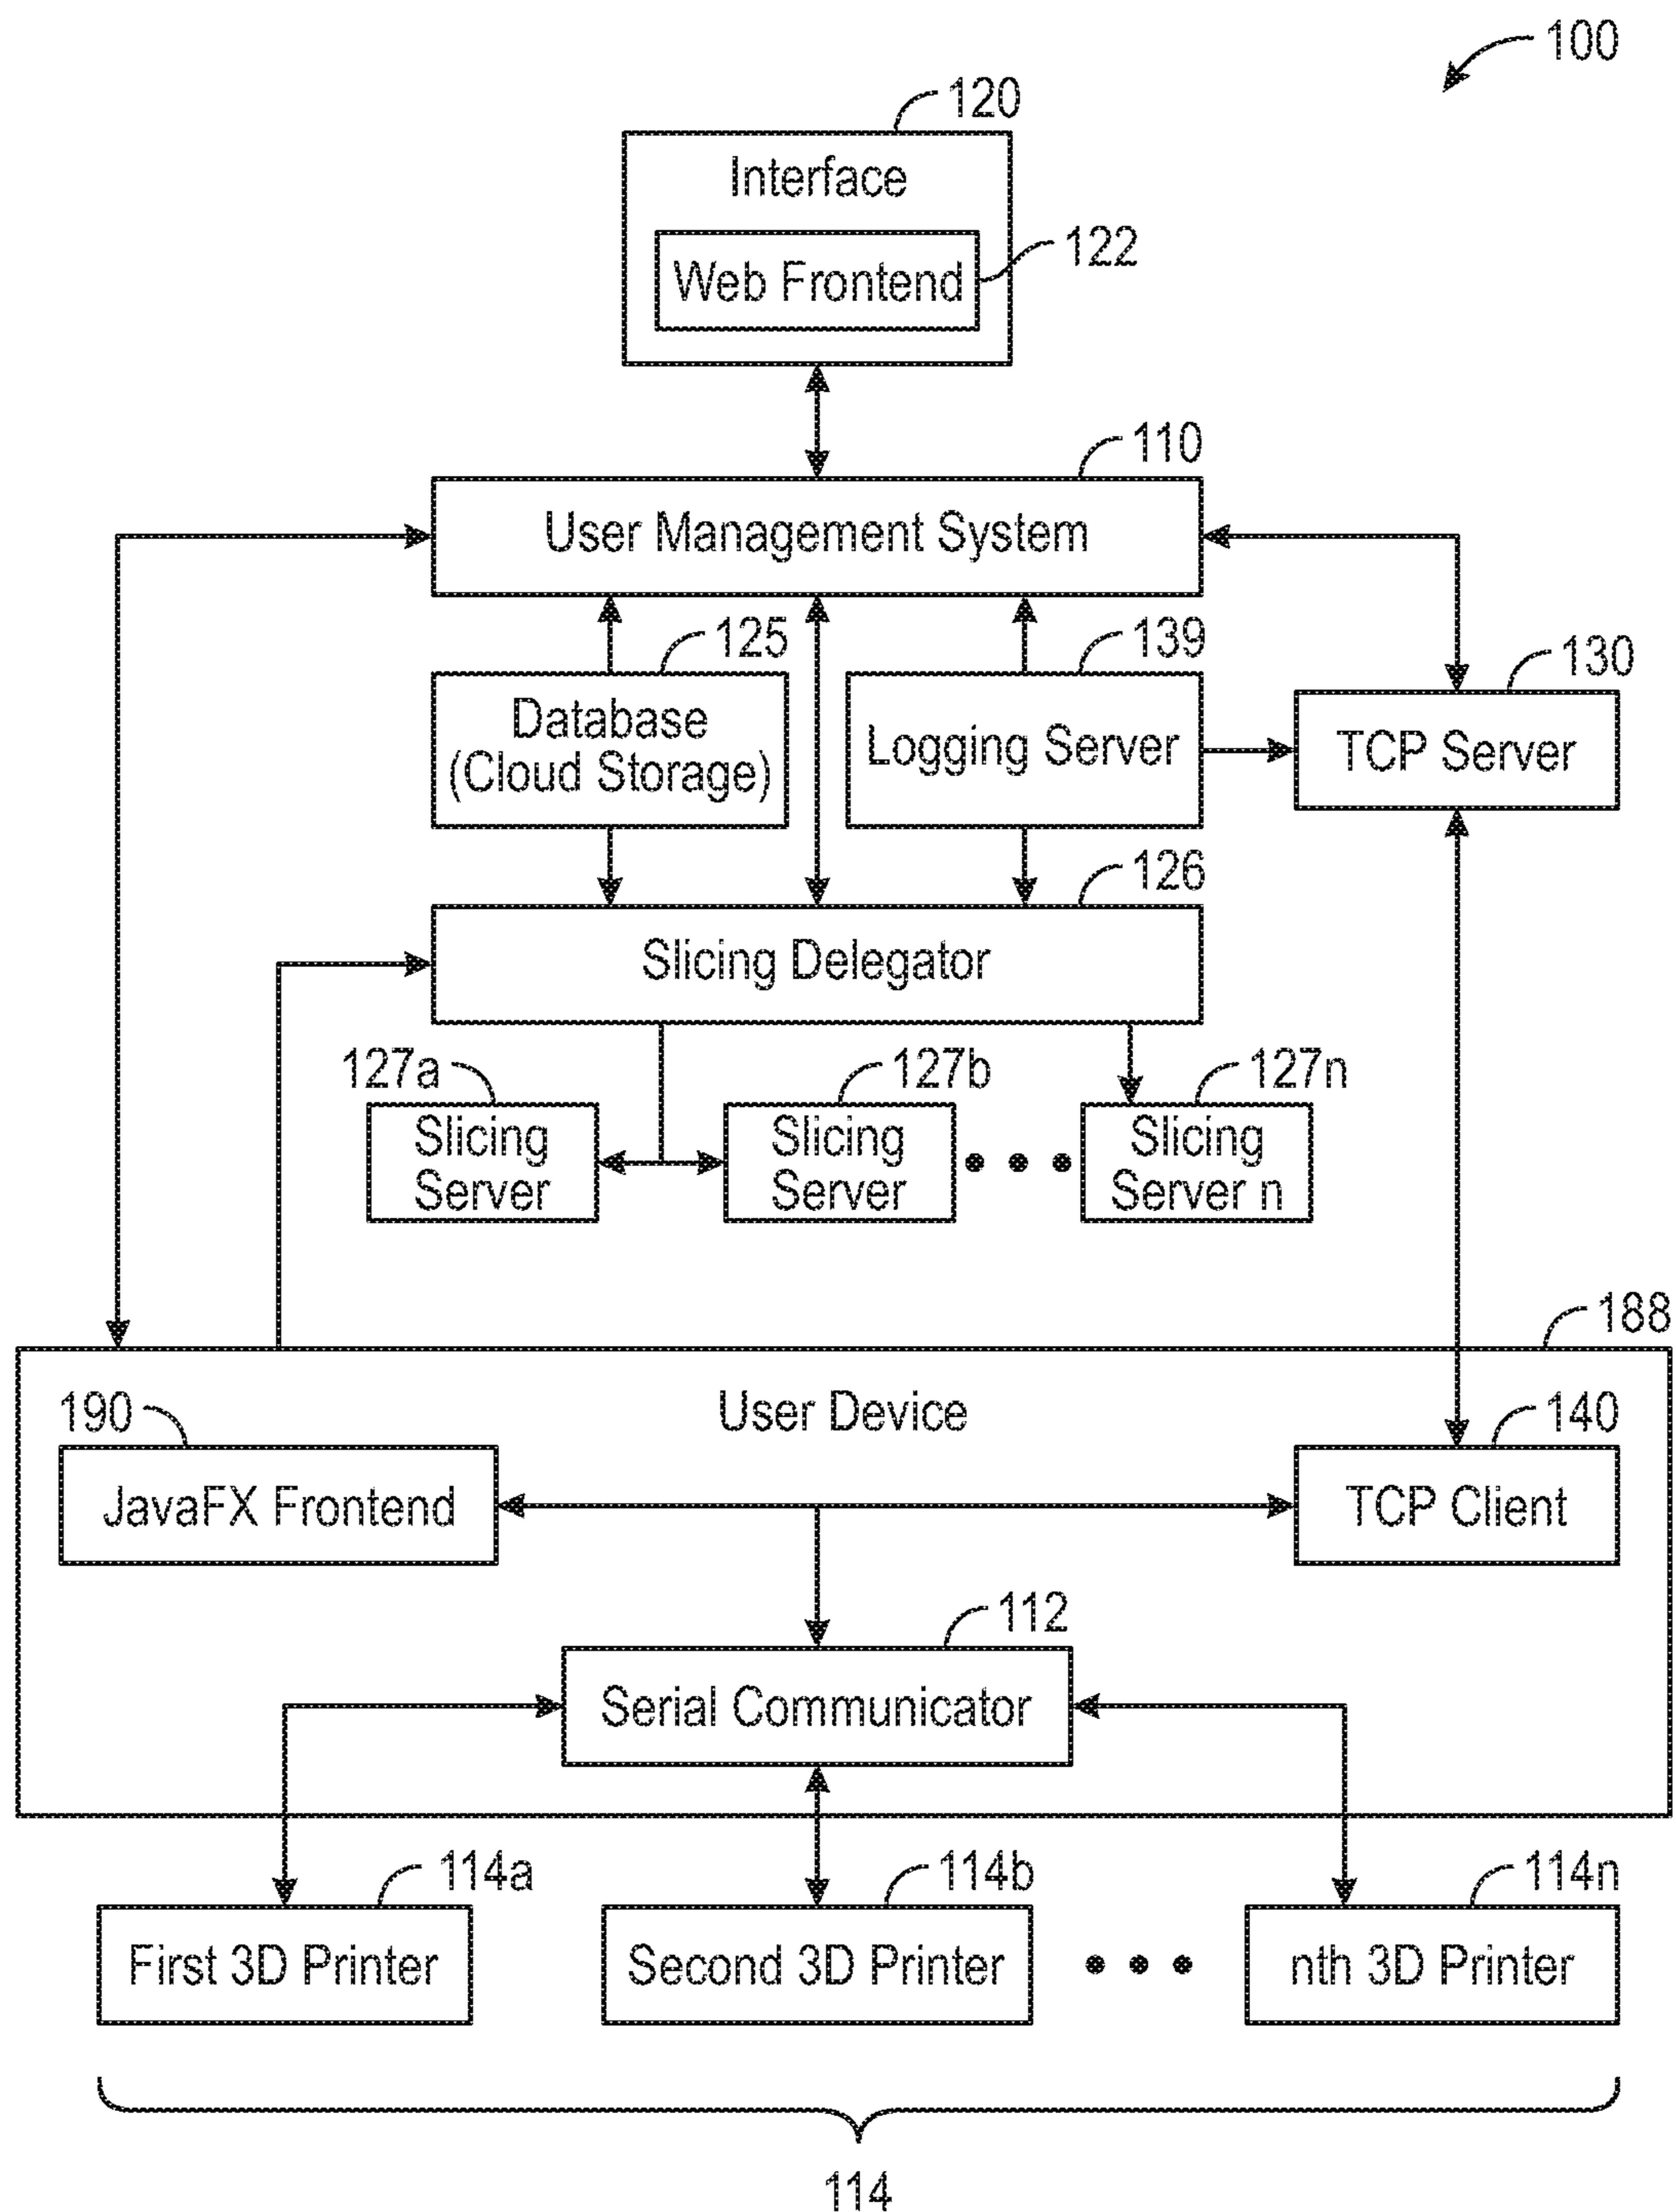 100
120
Interface
122
Web Frontend
110
User Management System
125
139
130
Database
(Cloud Storage)
Logging Server
TCP Server
126
Slicing Delegator
127a
127b
127n
Slicing
Server
Slicing
Server
Slicing
Server n
188
User Device
190
140
JavaFX Frontend
TCP Client
112
Serial Communicator
114a
114b
114n
First 3D Printer
Second 3D Printer
nth 3D Printer
114